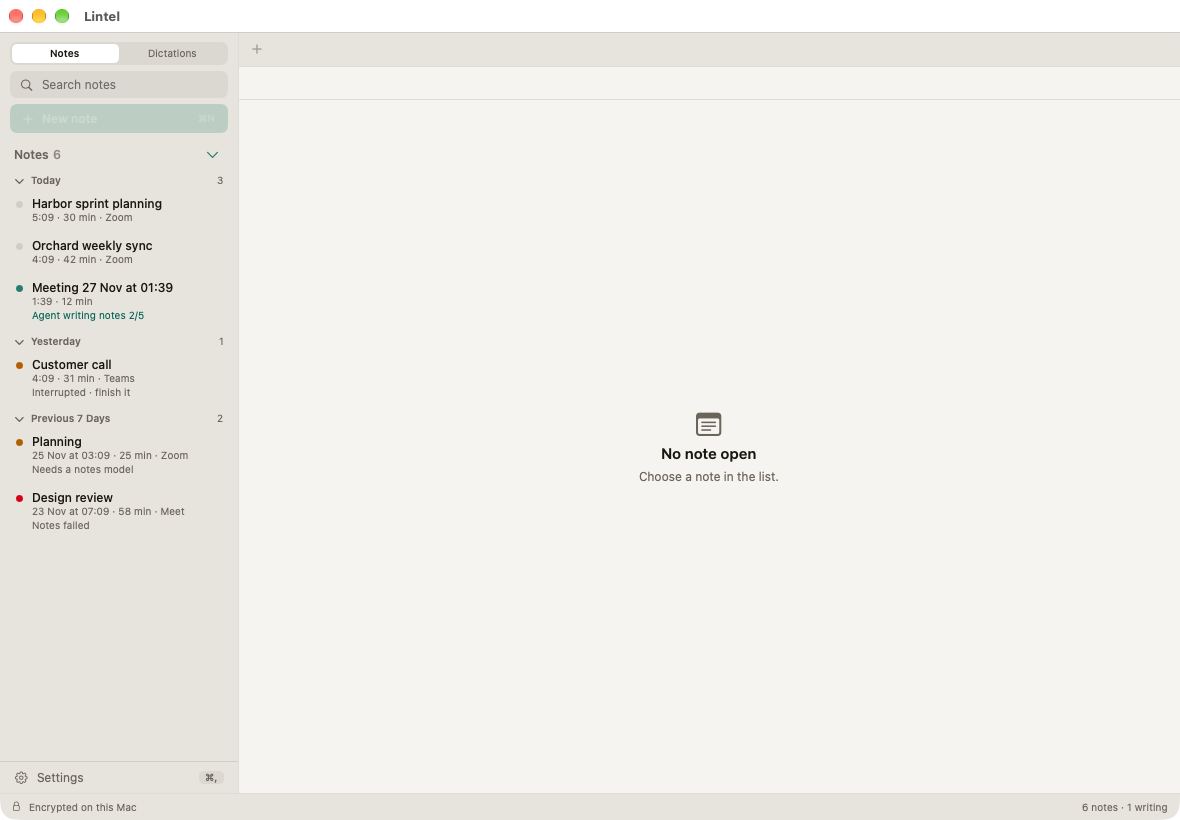 Lintel
Notes
Dictations
Search notes
New note ⌘N
Notes 6
Today 3
Harbor sprint planning
5:09 · 30 min · Zoom
Orchard weekly sync
4:09 · 42 min · Zoom
Meeting 27 Nov at 01:39
1:39 · 12 min
Agent writing notes 2/5
Yesterday 1
Customer call
4:09 · 31 min · Teams
Interrupted · finish it
Previous 7 Days 2
Planning
25 Nov at 03:09 · 25 min · Zoom
Needs a notes model
Design review
23 Nov at 07:09 · 58 min · Meet
Notes failed
Settings ⌘,
No note open
Choose a note in the list.
Encrypted on this Mac
6 notes · 1 writing